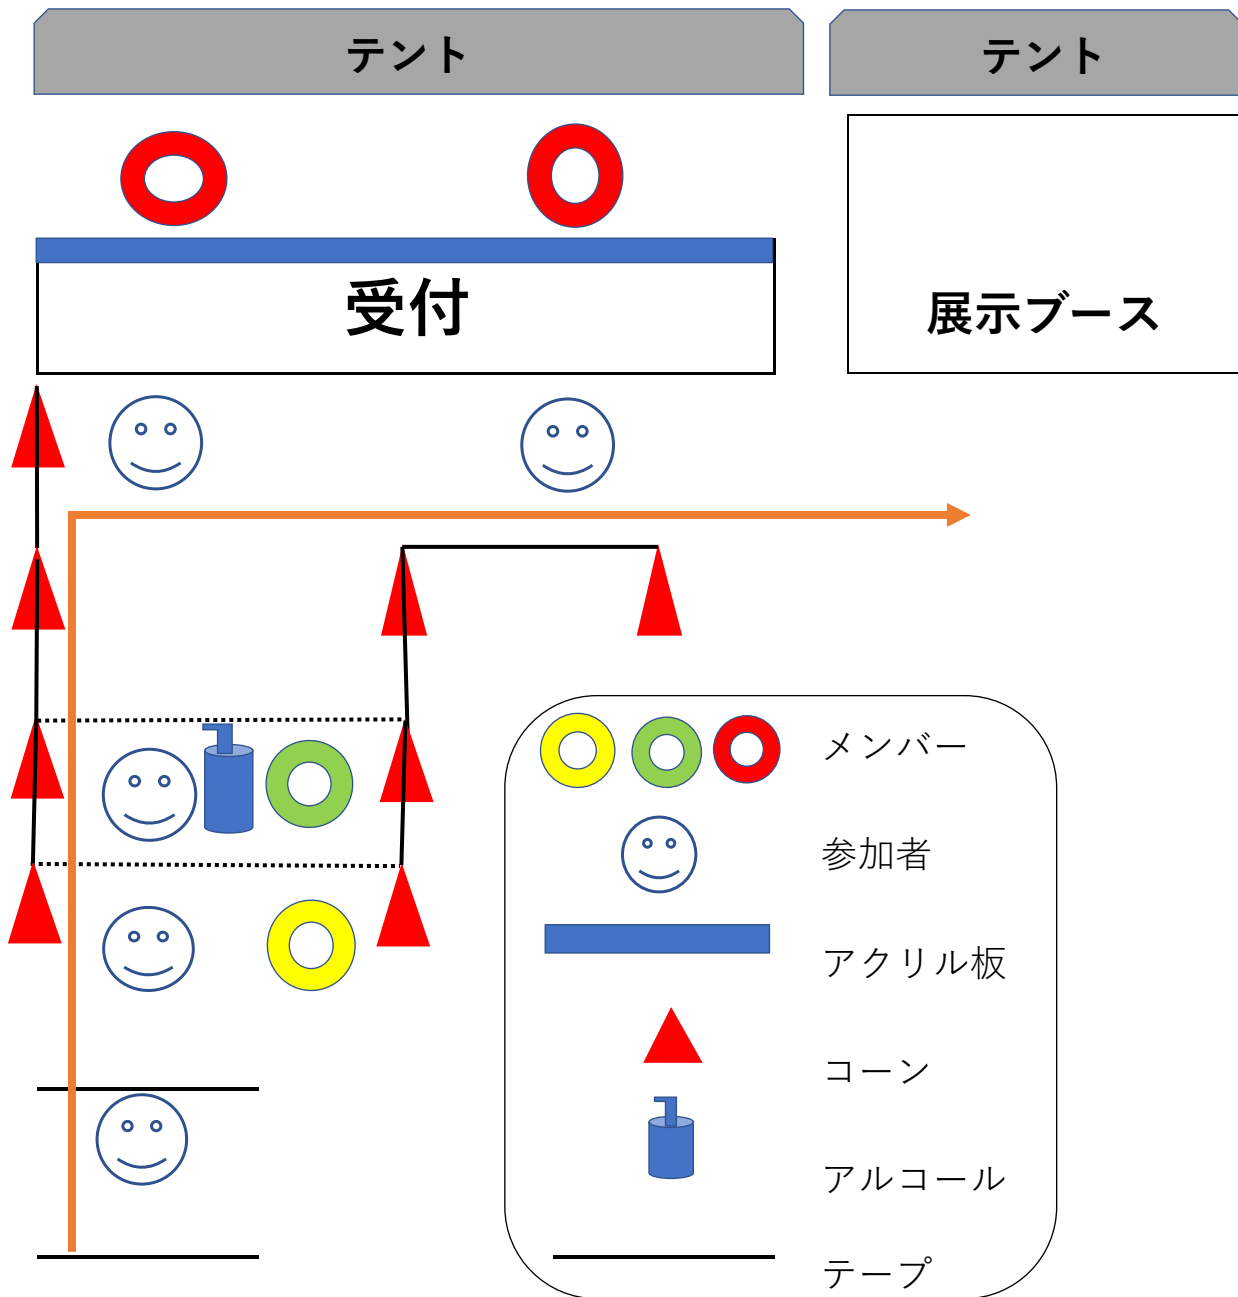 テント
テント
受付
展示ブース
メンバー
参加者
アクリル板
コーン
アルコール
テープ